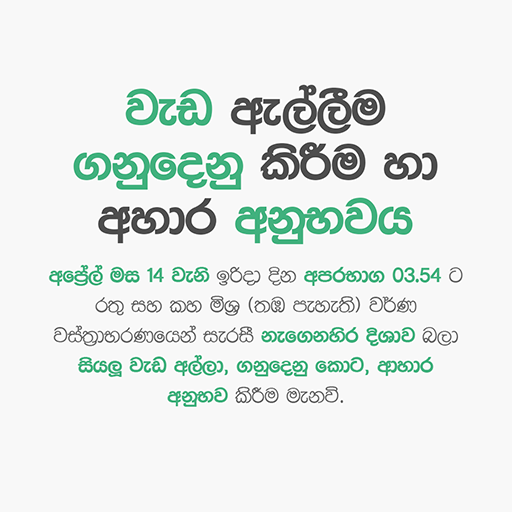 වැඩ ඇල්ලීම
ගනුදෙනු කිරීම හා
අහාර අනුභවය
අප්‍රේල් මස 14 වැනි ඉරිදා දින අපරභාග 03.54 ට
රතු සහ කහ මිශ්‍ර (තඹ පැහැති) වර්ණ
වස්ත්‍රාභරණයෙන් සැරසී නැගෙනහිර දිශාව බලා
සියලූ වැඩ අල්ලා, ගනුදෙනු කොට, ආහාර
අනුභව කිරීම මැනවි.